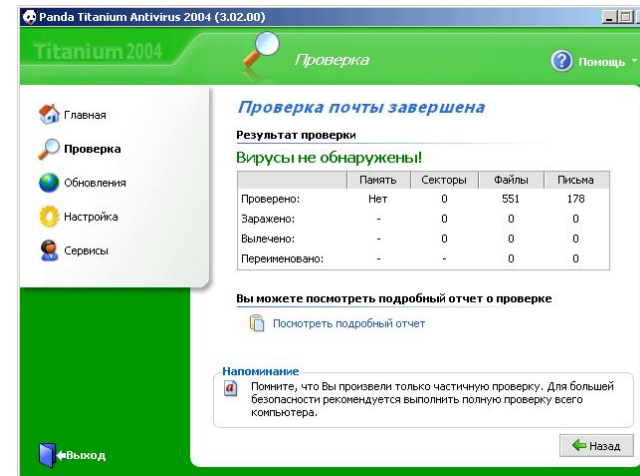 Panda Titanium Antivirus 2004 (3.02.00)
Titanium 2004
Проверка
Помощь
Главная
Проверка
Обновления
Настройка
Сервисы
Выход
Проверка почты завершена
Результат проверки
Вирусы не обнаружены!
Память Секторы Файлы Письма
Проверено: Нет 0 551 178
Заражено: - 0 0 0
Вылечено: - 0 0 0
Переименовано: - - 0 0
Вы можете посмотреть подробный отчет о проверке
Посмотреть подробный отчет
Напоминание
Помните, что Вы произвели только частичную проверку. Для большей
безопасности рекомендуется выполнить полную проверку всего
компьютера.
Назад